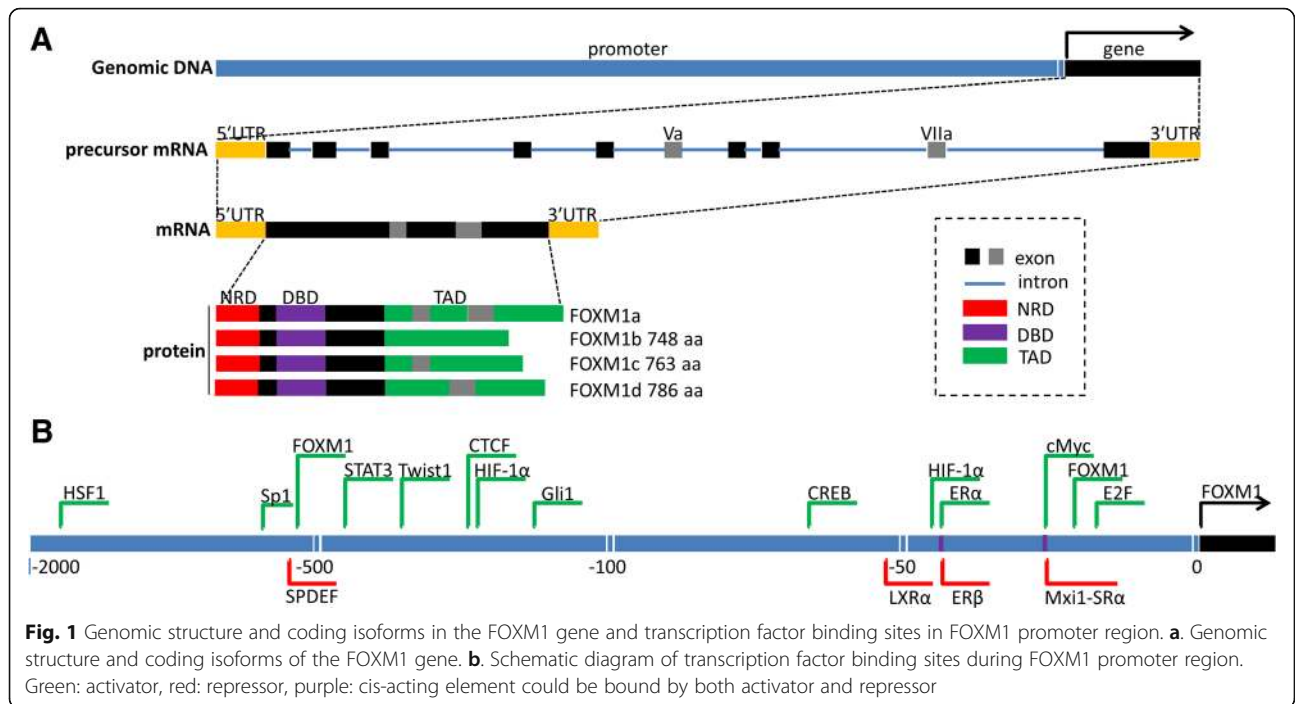 A
promoter
gene
Genomic DNA
5'UTR
Va
VIIa
3'UTR
precursor mRNA
5'UTR
3'UTR
mRNA
NRD DBD TAD
FOXM1a
FOXM1b 748 aa
protein
FOXM1c 763 aa
FOXM1d 786 aa
exon
intron
NRD
DBD
TAD
B
FOXM1
CTCF
cMyc
STAT3
Twist1
HIF-1α
HIF-1α
FOXM1
HSF1
Sp1
Gli1
CREB
ERα
E2F
FOXM1
-2000
-500
-100
-50
0
SPDEF
LXRα
ERβ
Mxi1-SRα
Fig. 1 Genomic structure and coding isoforms in the FOXM1 gene and transcription factor binding sites in FOXM1 promoter region. a. Genomic
structure and coding isoforms of the FOXM1 gene. b. Schematic diagram of transcription factor binding sites during FOXM1 promoter region.
Green: activator, red: repressor, purple: cis-acting element could be bound by both activator and repressor